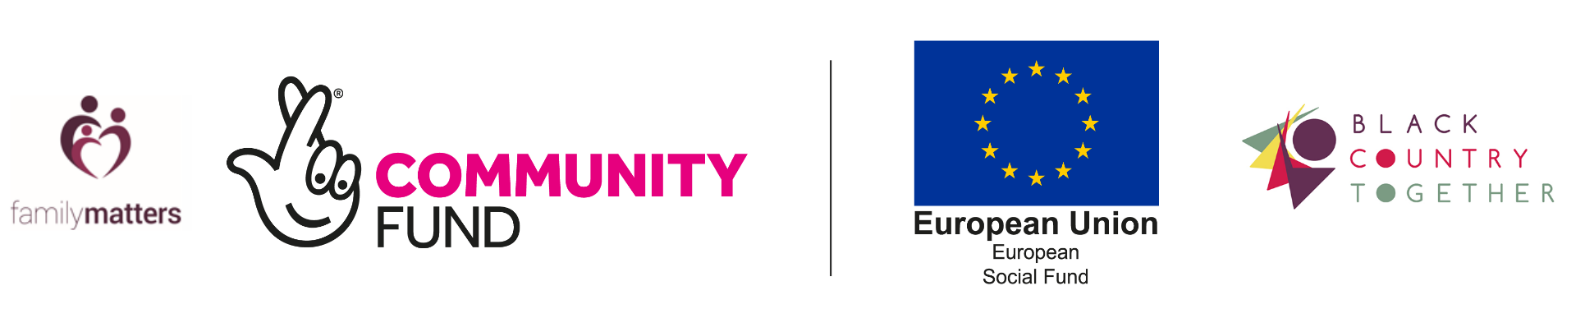 familymatters
®
COMMUNITY
FUND
European Union
European
Social Fund
BLACK
COUNTRY
TOGETHER